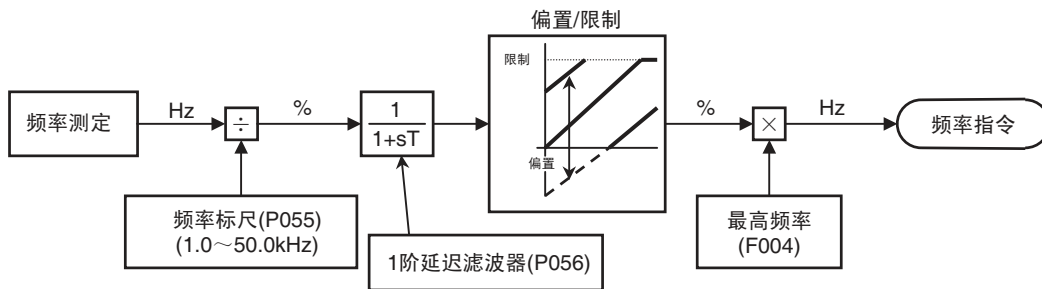 偏置/限制
限制
频率测定
Hz
÷
%
1
1+sT
偏置
%
×
Hz
频率指令
频率标尺(P055)
(1.0～50.0kHz)
1阶延迟滤波器(P056)
最高频率
(F004)